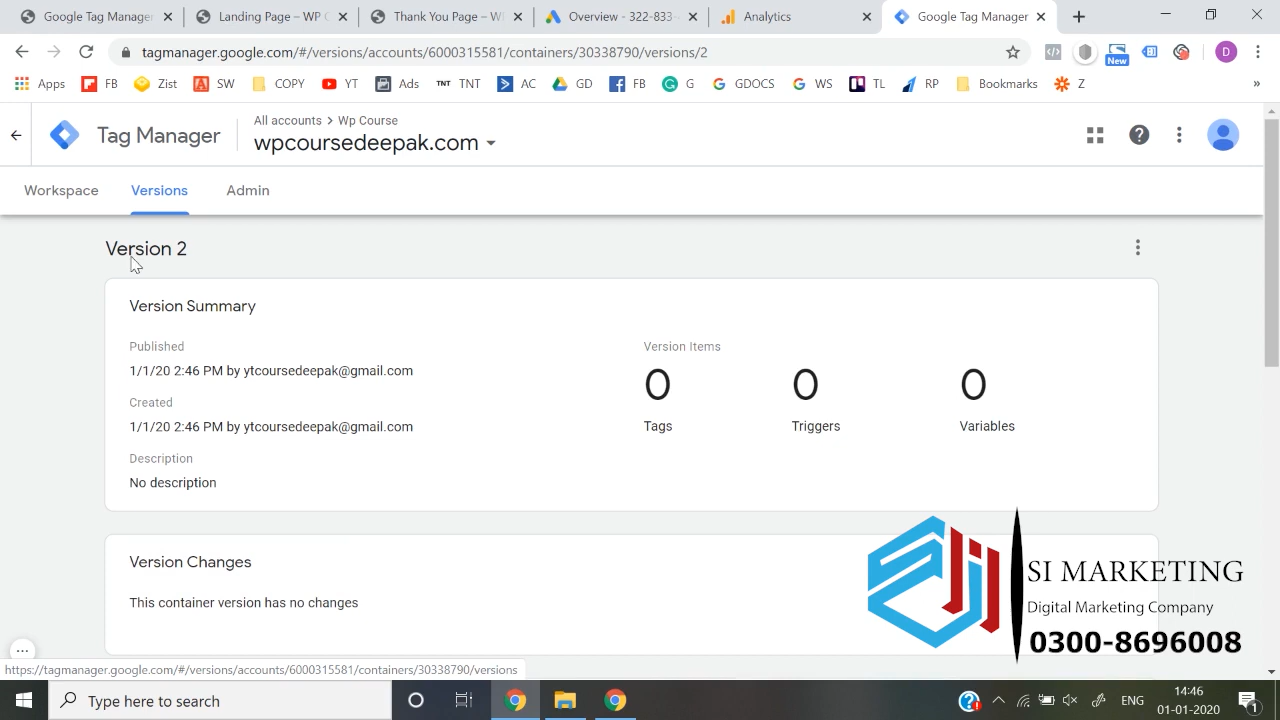 Google Tag Manager
Landing Page – WP C
Thank You Page – W
Overview - 322-833-
Analytics
Google Tag Manager
tagmanager.google.com/#/versions/accounts/6000315581/containers/30338790/versions/2
New
D
Apps
FB
Zist
SW
COPY
YT
Ads
TNT TNT
AC
GD
FB
G
GDOCS
WS
TL
RP
Bookmarks
Z
»
Tag Manager
All accounts > Wp Course
wpcoursedeepak.com
Workspace
Versions
Admin
Version 2
Version Summary
Published
1/1/20 2:46 PM by ytcoursedeepak@gmail.com
Created
1/1/20 2:46 PM by ytcoursedeepak@gmail.com
Description
No description
Version Items
0 0 0
Tags Triggers Variables
Version Changes
This container version has no changes
SI MARKETING
Digital Marketing Company
0300-8696008
https://tagmanager.google.com/#/versions/accounts/6000315581/containers/30338790/versions
Type here to search
ENG
14:46
01-01-2020
1